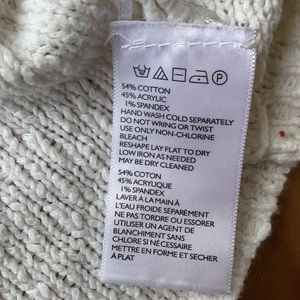 54% COTTON
45% ACRYLIC
1% SPANDEX
HAND WASH COLD SEPARATELY
DO NOT WRING OR TWIST
USE ONLY NON-CHLORINE
BLEACH
RESHAPE LAY FLAT TO DRY
LOW IRON AS NEEDED
MAY BE DRY CLEANED
54% COTON
45% ACRYLIQUE
1% SPANDEX
LAVER À LA MAIN À
L'EAU FROIDE SEPARÉMENT
NE PAS TORDRE OU ESSORER
UTILISER UN AGENT DE
BLANCHIMENT SANS
CHLORE SI NÉCESSAIRE
METTRE EN FORME ET SECHER
À PLAT